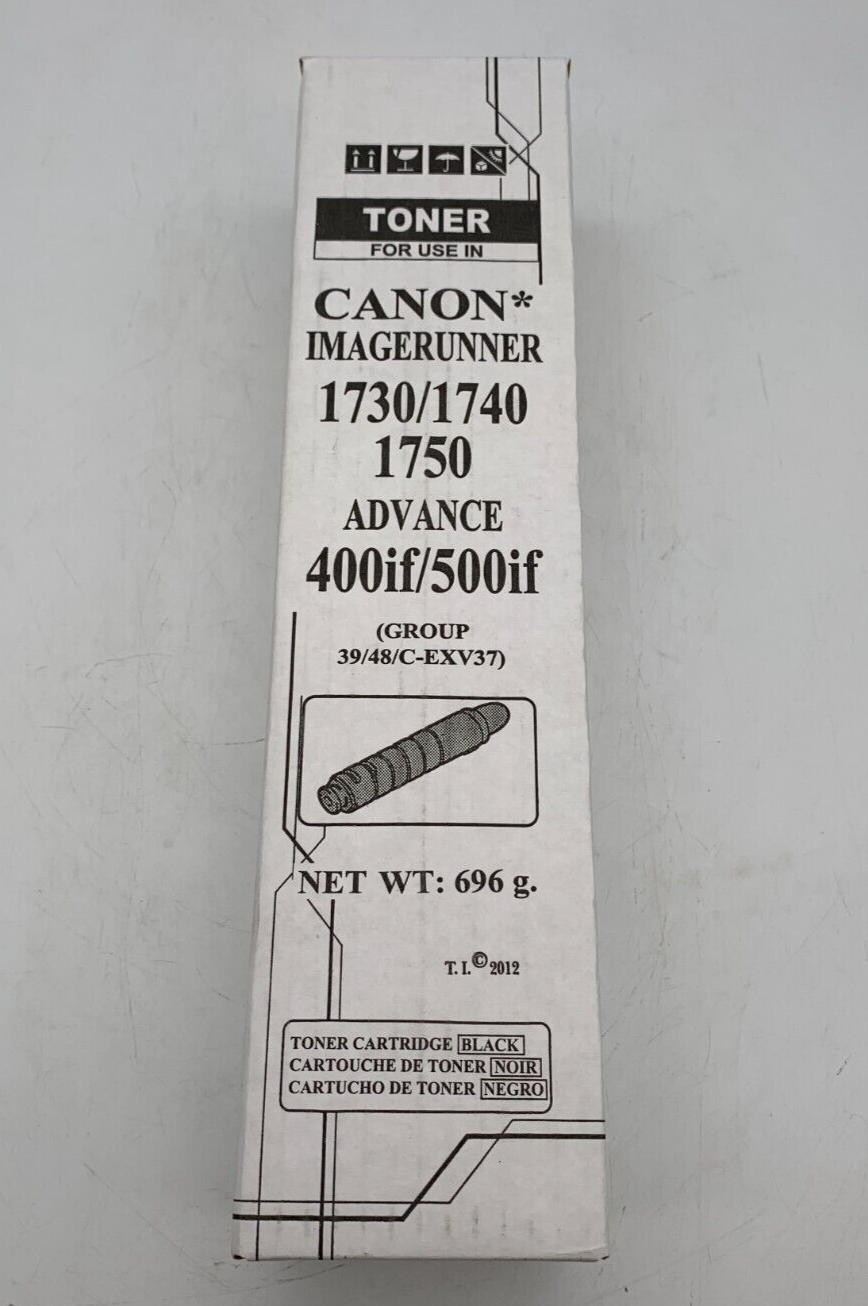 TONER
FOR USE IN
CANON*
IMAGERUNNER
1730/1740
1750
ADVANCE
400if/500if
(GROUP
39/48/C-EXV37)
NET WT: 696 g.
T. I.© 2012
TONER CARTRIDGE BLACK
CARTOUCHE DE TONER NOIR
CARTUCHO DE TONER NEGRO